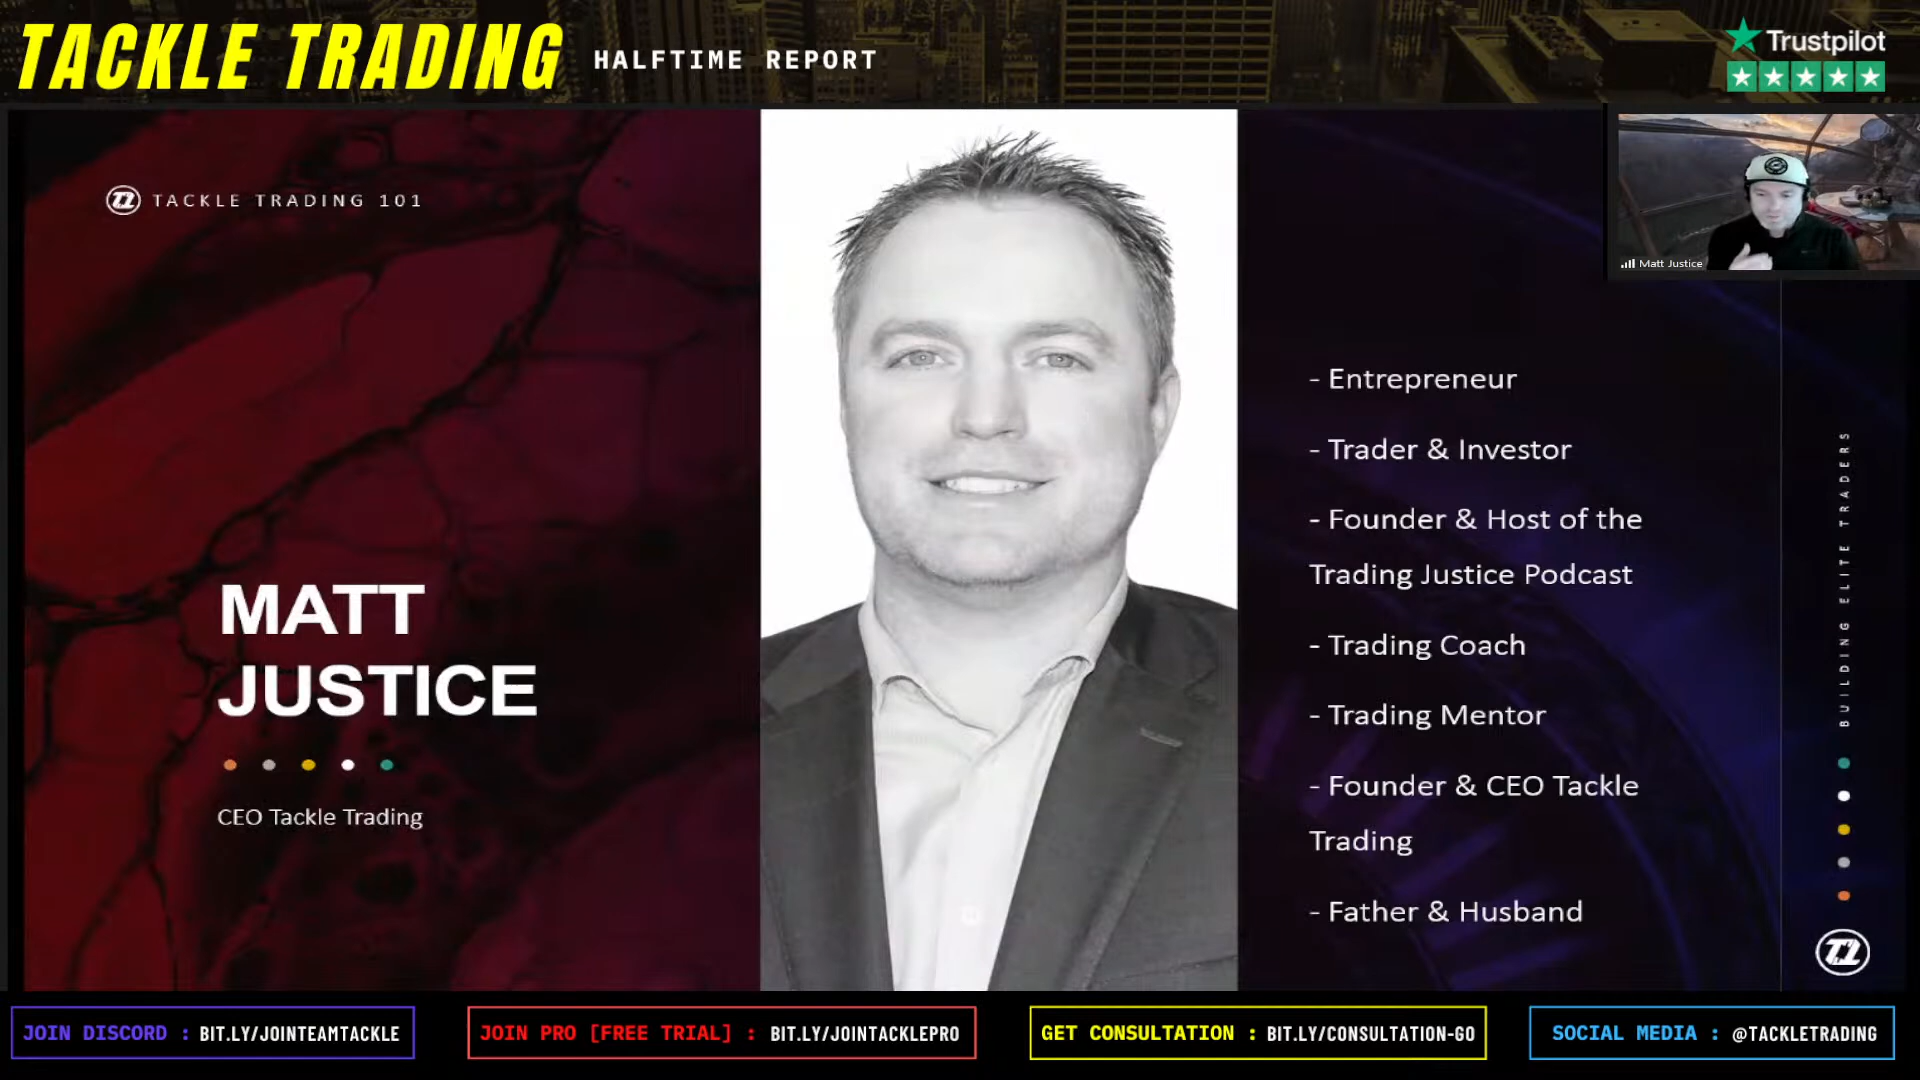 TACKLE TRADING
HALFTIME REPORT
Trustpilot
TACKLE TRADING 101
Matt Justice
MATT
JUSTICE
CEO Tackle Trading
- Entrepreneur
- Trader & Investor
- Founder & Host of the
Trading Justice Podcast
- Trading Coach
- Trading Mentor
- Founder & CEO Tackle
Trading
- Father & Husband
BUILDING ELITE TRADERS
JOIN DISCORD : BIT.LY/JOINTEAMTACKLE
JOIN PRO [FREE TRIAL] : BIT.LY/JOINTACKLEPRO
GET CONSULTATION : BIT.LY/CONSULTATION-GO
SOCIAL MEDIA : @TACKLETRADING